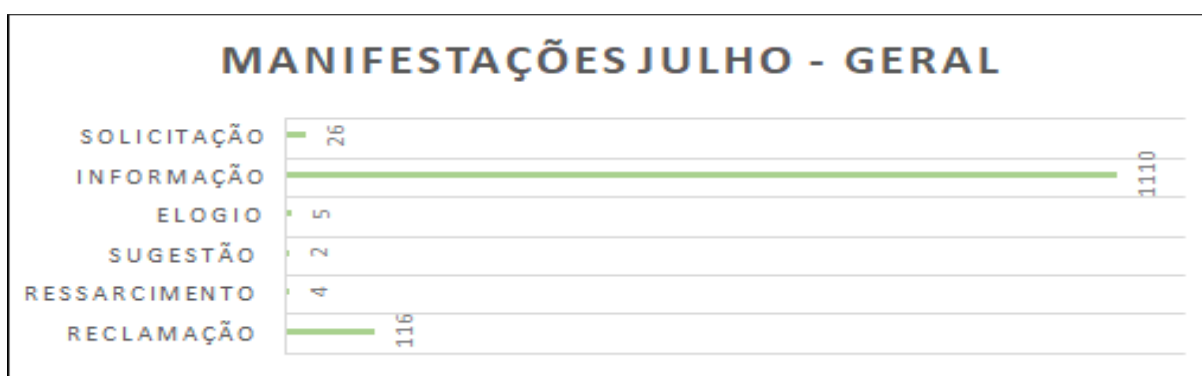 MANIFESTAÇÕES JULHO - GERAL
SOLICITAÇÃO 26
INFORMAÇÃO 1110
ELOGIO 5
SUGESTÃO 2
RESSARCIMENTO 4
RECLAMAÇÃO 116